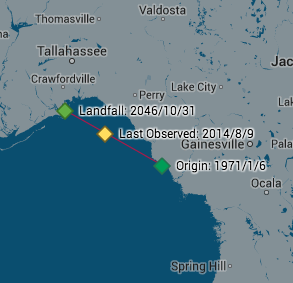 Valdosta
Thomasville
na
Tallahassee
Jac
Crawfordville
Perry
Lake City
Landfall: 2046/10/31
Last Observed: 2014/8/9
Gainesville
Origin: 1971/1/6
Ocala
Spring Hill